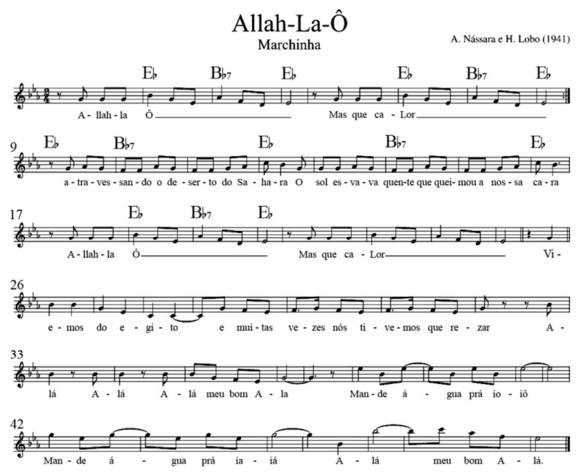 Allah-La-Ô
Marchinha
A. Nássara e H. Lobo (1941)
E♭ B♭7 E♭ E♭ B♭7 E♭
A - llah - la Ô Mas que ca - Lor
9
E♭ B♭7 E♭ B♭7 E♭
a - tra - ves - san - do o de - ser - to do Sa - ha - ra O sol es - va - va quen - te que quei - mou a nos - sa ca - ra
17
E♭ B♭7 E♭
A - llah - la Ô Mas que ca - Lor Vi -
26
e - mos do e - gi - to e mui - tas ve - zes nós ti - ve - mos que re - zar A -
33
lá A - lá A - lá meu bom A - la Man - de á - gua prá io - iô
42
Man - de á - gua prá ia - iá A - lá meu bom A - lá.